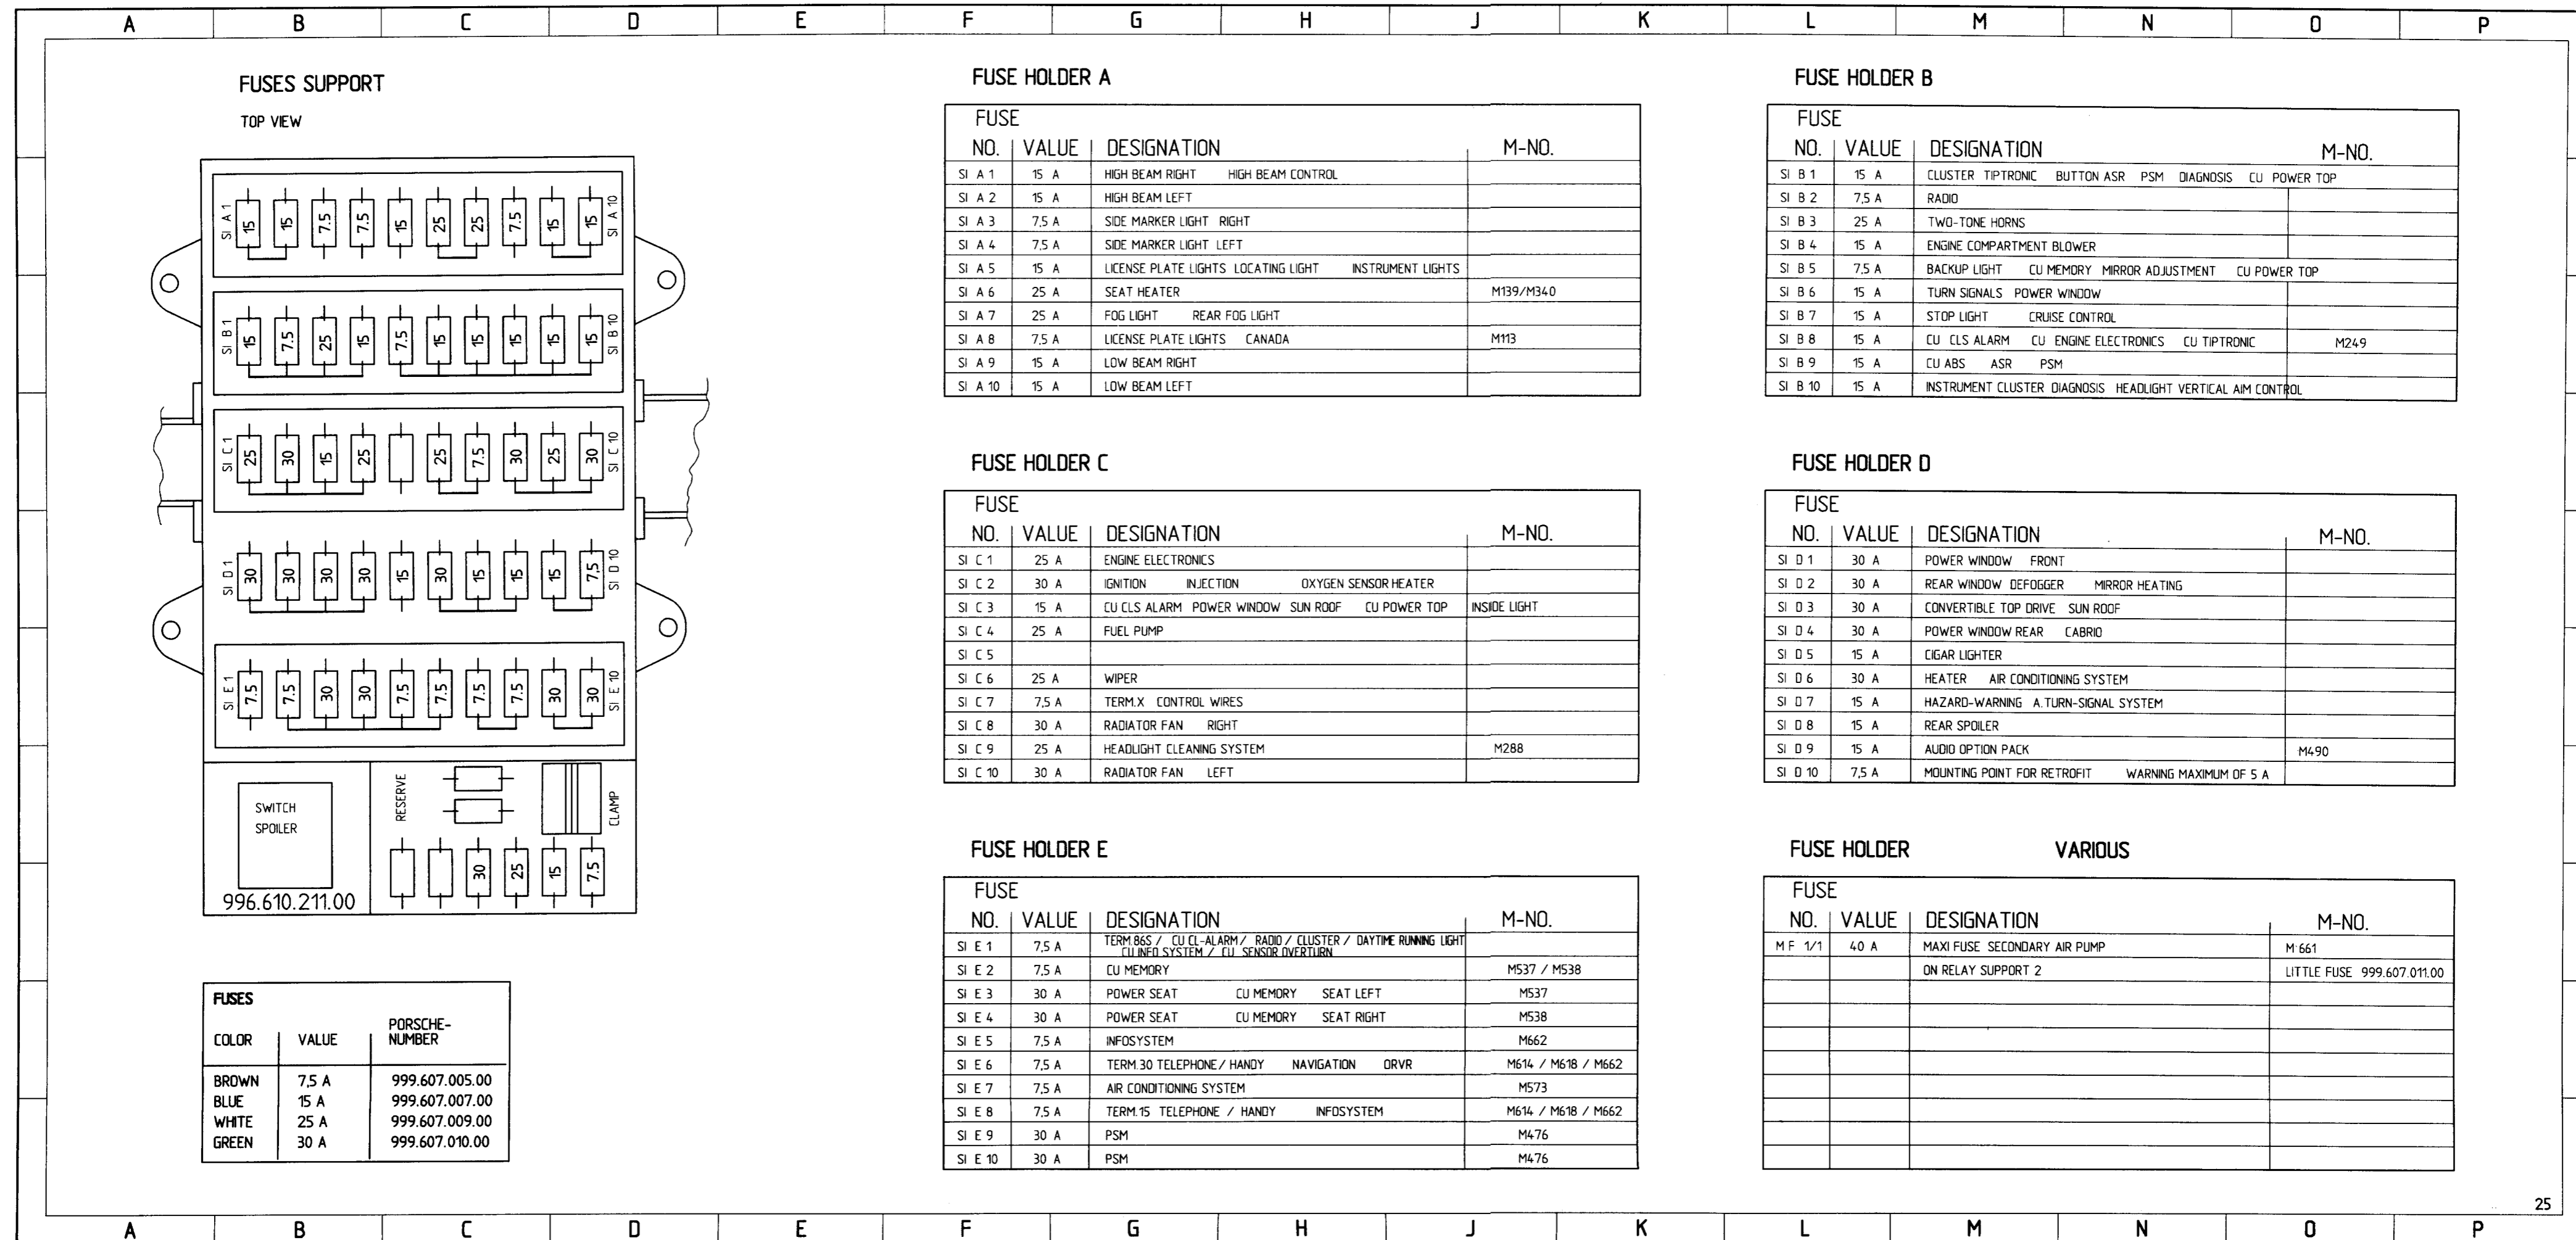 A B C D E F G H J K L M N O P
FUSES SUPPORT
TOP VIEW
SI A 1 15 15 7.5 7.5 15 25 25 7.5 15 15 SI A 10
SI B 1 15 7.5 25 15 7.5 15 15 15 15 15 SI B 10
SI C 1 25 30 15 25 25 7.5 30 25 30 SI C 10
SI D 1 30 30 30 30 15 30 15 15 15 7,5 SI D 10
SI E 1 7.5 7.5 30 30 7.5 7.5 7.5 7.5 30 30 SI E 10
SWITCH
SPOILER
996.610.211.00
RESERVE
CLAMP
30 25 15 7.5
FUSES
COLOR VALUE PORSCHE-
NUMBER
BROWN 7,5 A 999.607.005.00
BLUE 15 A 999.607.007.00
WHITE 25 A 999.607.009.00
GREEN 30 A 999.607.010.00
FUSE HOLDER A
FUSE
NO. VALUE DESIGNATION M-NO.
SI A 1 15 A HIGH BEAM RIGHT HIGH BEAM CONTROL
SI A 2 15 A HIGH BEAM LEFT
SI A 3 7,5 A SIDE MARKER LIGHT RIGHT
SI A 4 7,5 A SIDE MARKER LIGHT LEFT
SI A 5 15 A LICENSE PLATE LIGHTS LOCATING LIGHT INSTRUMENT LIGHTS
SI A 6 25 A SEAT HEATER M139/M340
SI A 7 25 A FOG LIGHT REAR FOG LIGHT
SI A 8 7,5 A LICENSE PLATE LIGHTS CANADA M113
SI A 9 15 A LOW BEAM RIGHT
SI A 10 15 A LOW BEAM LEFT
FUSE HOLDER B
FUSE
NO. VALUE DESIGNATION M-NO.
SI B 1 15 A CLUSTER TIPTRONIC BUTTON ASR PSM DIAGNOSIS CU POWER TOP
SI B 2 7,5 A RADIO
SI B 3 25 A TWO-TONE HORNS
SI B 4 15 A ENGINE COMPARTMENT BLOWER
SI B 5 7,5 A BACKUP LIGHT CU MEMORY MIRROR ADJUSTMENT CU POWER TOP
SI B 6 15 A TURN SIGNALS POWER WINDOW
SI B 7 15 A STOP LIGHT CRUISE CONTROL
SI B 8 15 A CU CLS ALARM CU ENGINE ELECTRONICS CU TIPTRONIC M249
SI B 9 15 A CU ABS ASR PSM
SI B 10 15 A INSTRUMENT CLUSTER DIAGNOSIS HEADLIGHT VERTICAL AIM CONTROL
FUSE HOLDER C
FUSE
NO. VALUE DESIGNATION M-NO.
SI C 1 25 A ENGINE ELECTRONICS
SI C 2 30 A IGNITION INJECTION OXYGEN SENSOR HEATER
SI C 3 15 A CU CLS ALARM POWER WINDOW SUN ROOF CU POWER TOP INSIDE LIGHT
SI C 4 25 A FUEL PUMP
SI C 5
SI C 6 25 A WIPER
SI C 7 7,5 A TERM.X CONTROL WIRES
SI C 8 30 A RADIATOR FAN RIGHT
SI C 9 25 A HEADLIGHT CLEANING SYSTEM M288
SI C 10 30 A RADIATOR FAN LEFT
FUSE HOLDER D
FUSE
NO. VALUE DESIGNATION M-NO.
SI D 1 30 A POWER WINDOW FRONT
SI D 2 30 A REAR WINDOW DEFOGGER MIRROR HEATING
SI D 3 30 A CONVERTIBLE TOP DRIVE SUN ROOF
SI D 4 30 A POWER WINDOW REAR CABRIO
SI D 5 15 A CIGAR LIGHTER
SI D 6 30 A HEATER AIR CONDITIONING SYSTEM
SI D 7 15 A HAZARD-WARNING A.TURN-SIGNAL SYSTEM
SI D 8 15 A REAR SPOILER
SI D 9 15 A AUDIO OPTION PACK M490
SI D 10 7,5 A MOUNTING POINT FOR RETROFIT WARNING MAXIMUM OF 5 A
FUSE HOLDER E
FUSE
NO. VALUE DESIGNATION M-NO.
SI E 1 7,5 A TERM.86S / CU CL-ALARM / RADIO / CLUSTER / DAYTIME RUNNING LIGHT
CU INFO SYSTEM / CU SENSOR OVERTURN
SI E 2 7,5 A CU MEMORY M537 / M538
SI E 3 30 A POWER SEAT CU MEMORY SEAT LEFT M537
SI E 4 30 A POWER SEAT CU MEMORY SEAT RIGHT M538
SI E 5 7,5 A INFOSYSTEM M662
SI E 6 7,5 A TERM.30 TELEPHONE / HANDY NAVIGATION ORVR M614 / M618 / M662
SI E 7 7,5 A AIR CONDITIONING SYSTEM M573
SI E 8 7,5 A TERM.15 TELEPHONE / HANDY INFOSYSTEM M614 / M618 / M662
SI E 9 30 A PSM M476
SI E 10 30 A PSM M476
FUSE HOLDER VARIOUS
FUSE
NO. VALUE DESIGNATION M-NO.
MF 1/1 40 A MAXI FUSE SECONDARY AIR PUMP M 661
ON RELAY SUPPORT 2 LITTLE FUSE 999.607.011.00
25
A B C D E F G H J K L M N O P